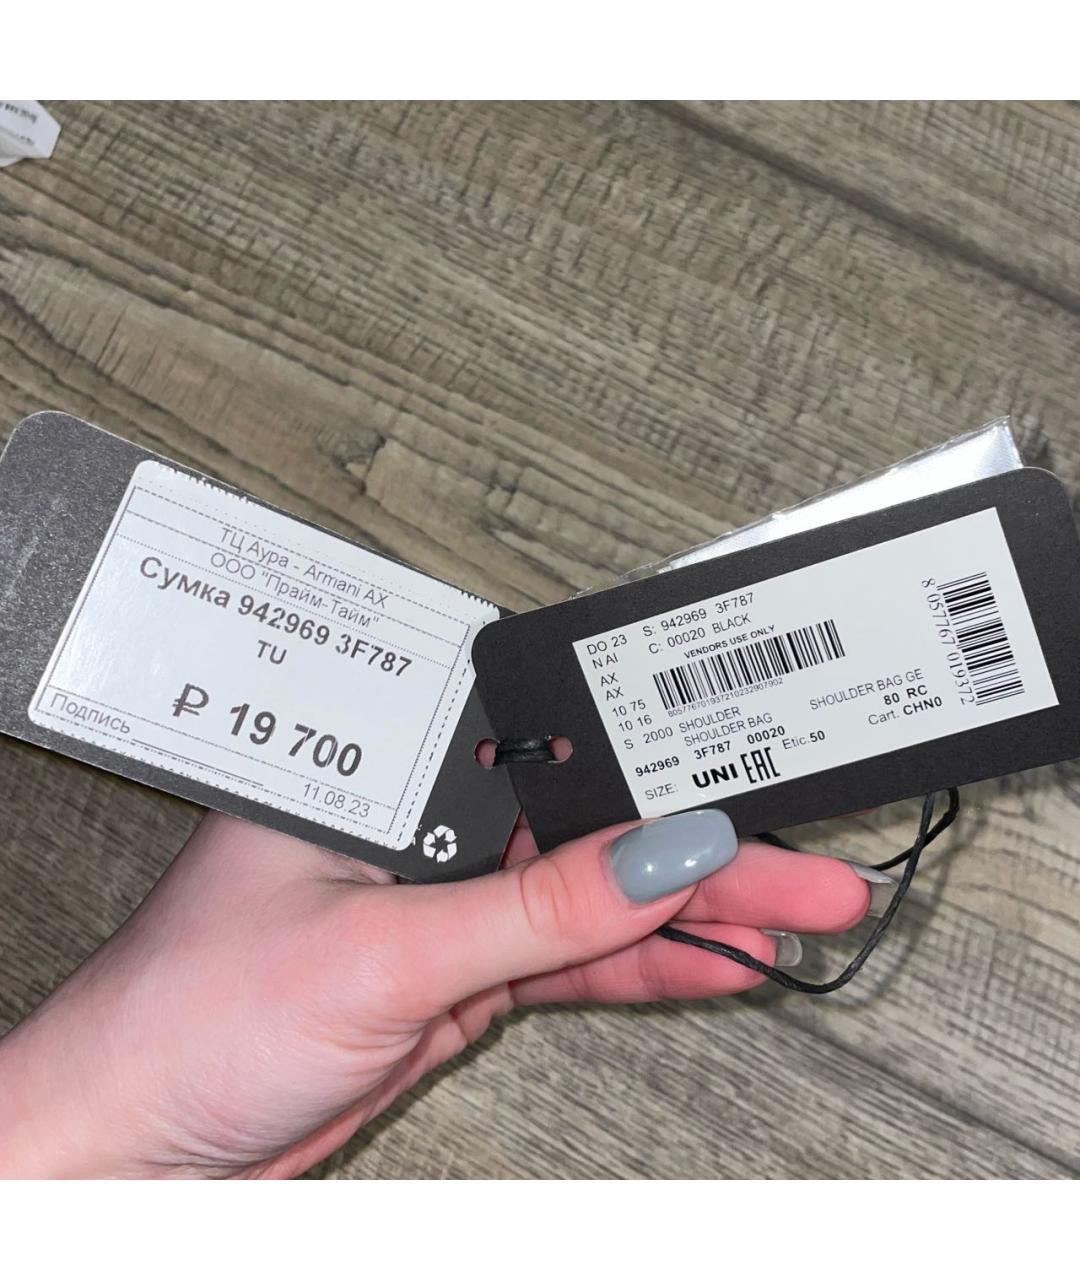 ТЦ Аура - Armani AX
ООО "Прайм-Тайм"
Сумка 942969 3F787
TU
₽ 19 700
Подпись
11.08.23
DO 23 S: 942969 3F787
N AI C: 00020 BLACK
AX VENDORS USE ONLY
AX
10 75 805776701937210232907902
10 16 SHOULDER SHOULDER BAG GE
S 2000 SHOULDER BAG 80 RC
942969 3F787 00020 Cart. CHN0
SIZE: UNI EAC Etic.50
8 057767 019372